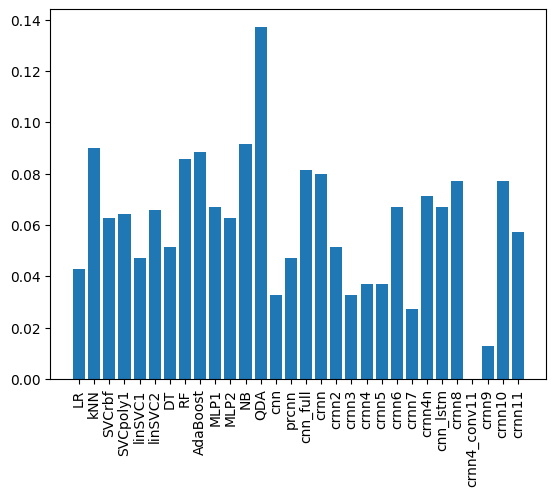 0.14
0.12
0.10
0.08
0.06
0.04
0.02
0.00
LR
kNN
SVCrbf
SVCpoly1
linSVC1
linSVC2
DT
RF
AdaBoost
MLP1
MLP2
NB
QDA
cnn
prcnn
cnn_full
crnn
crnn2
crnn3
crnn4
crnn5
crnn6
crnn7
crnn4n
cnn_lstm
crnn8
crnn4_conv11
crnn9
crnn10
crnn11